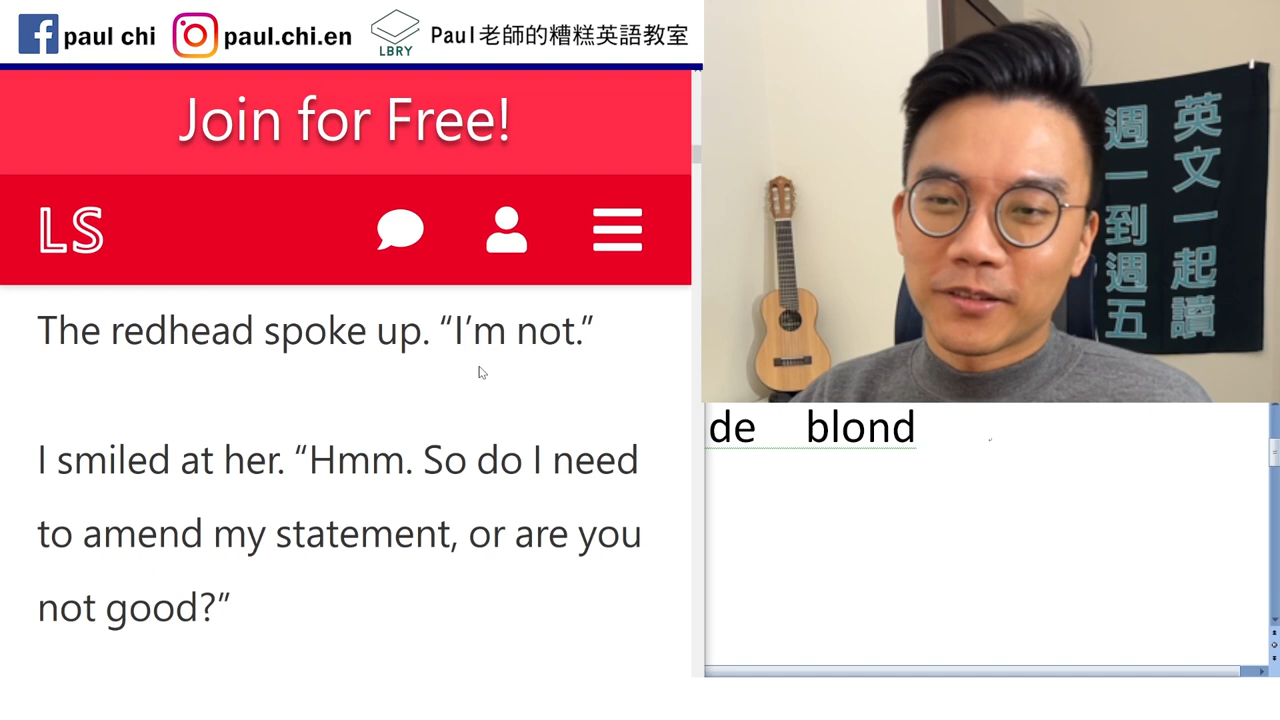 paul chi
paul.chi.en
LBRY
Paul老師的糟糕英語教室
Join for Free!
LS
The redhead spoke up. “I’m not.”
I smiled at her. “Hmm. So do I need
to amend my statement, or are you
not good?”
英文一起讀
週一到週五
de blond